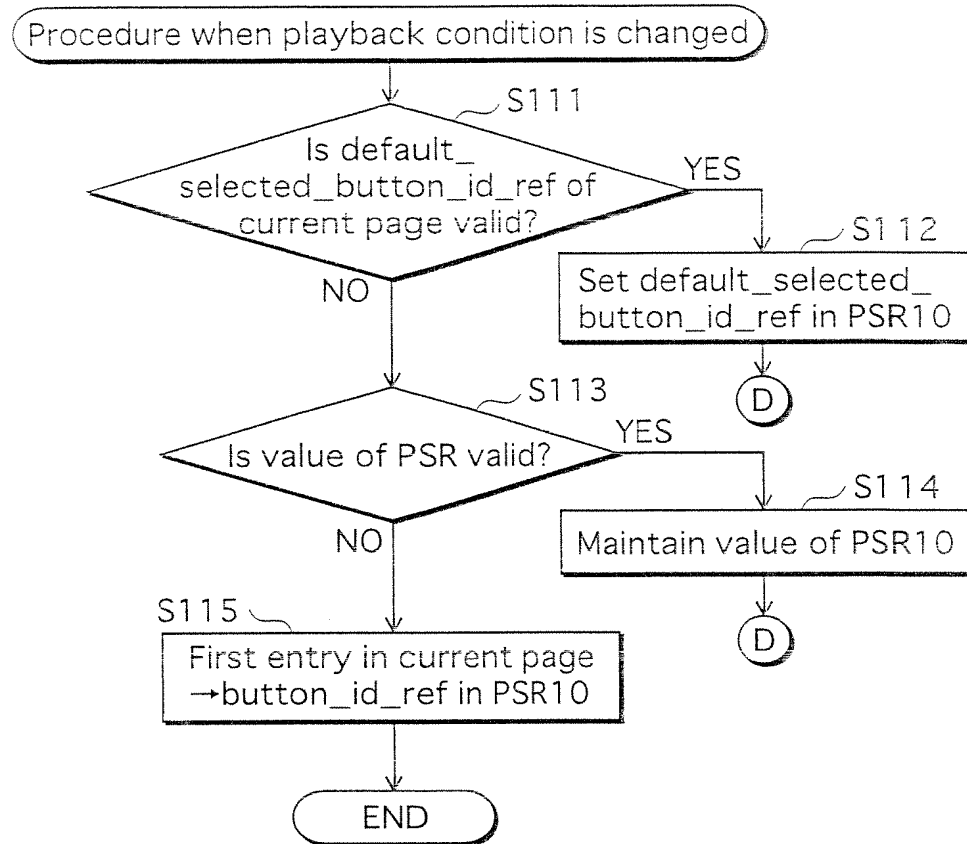 Procedure when playback condition is changed
S111
Is default_
selected_button_id_ref of
current page valid?
YES
NO
S112
Set default_selected_
button_id_ref in PSR10
D
S113
Is value of PSR valid?
YES
NO
S114
Maintain value of PSR10
D
S115
First entry in current page
→button_id_ref in PSR10
END